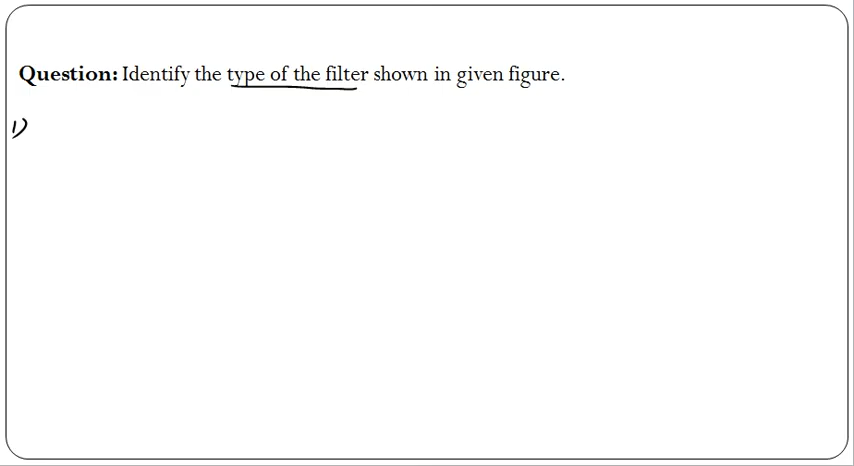 Question: Identify the type of the filter shown in given figure.
1)